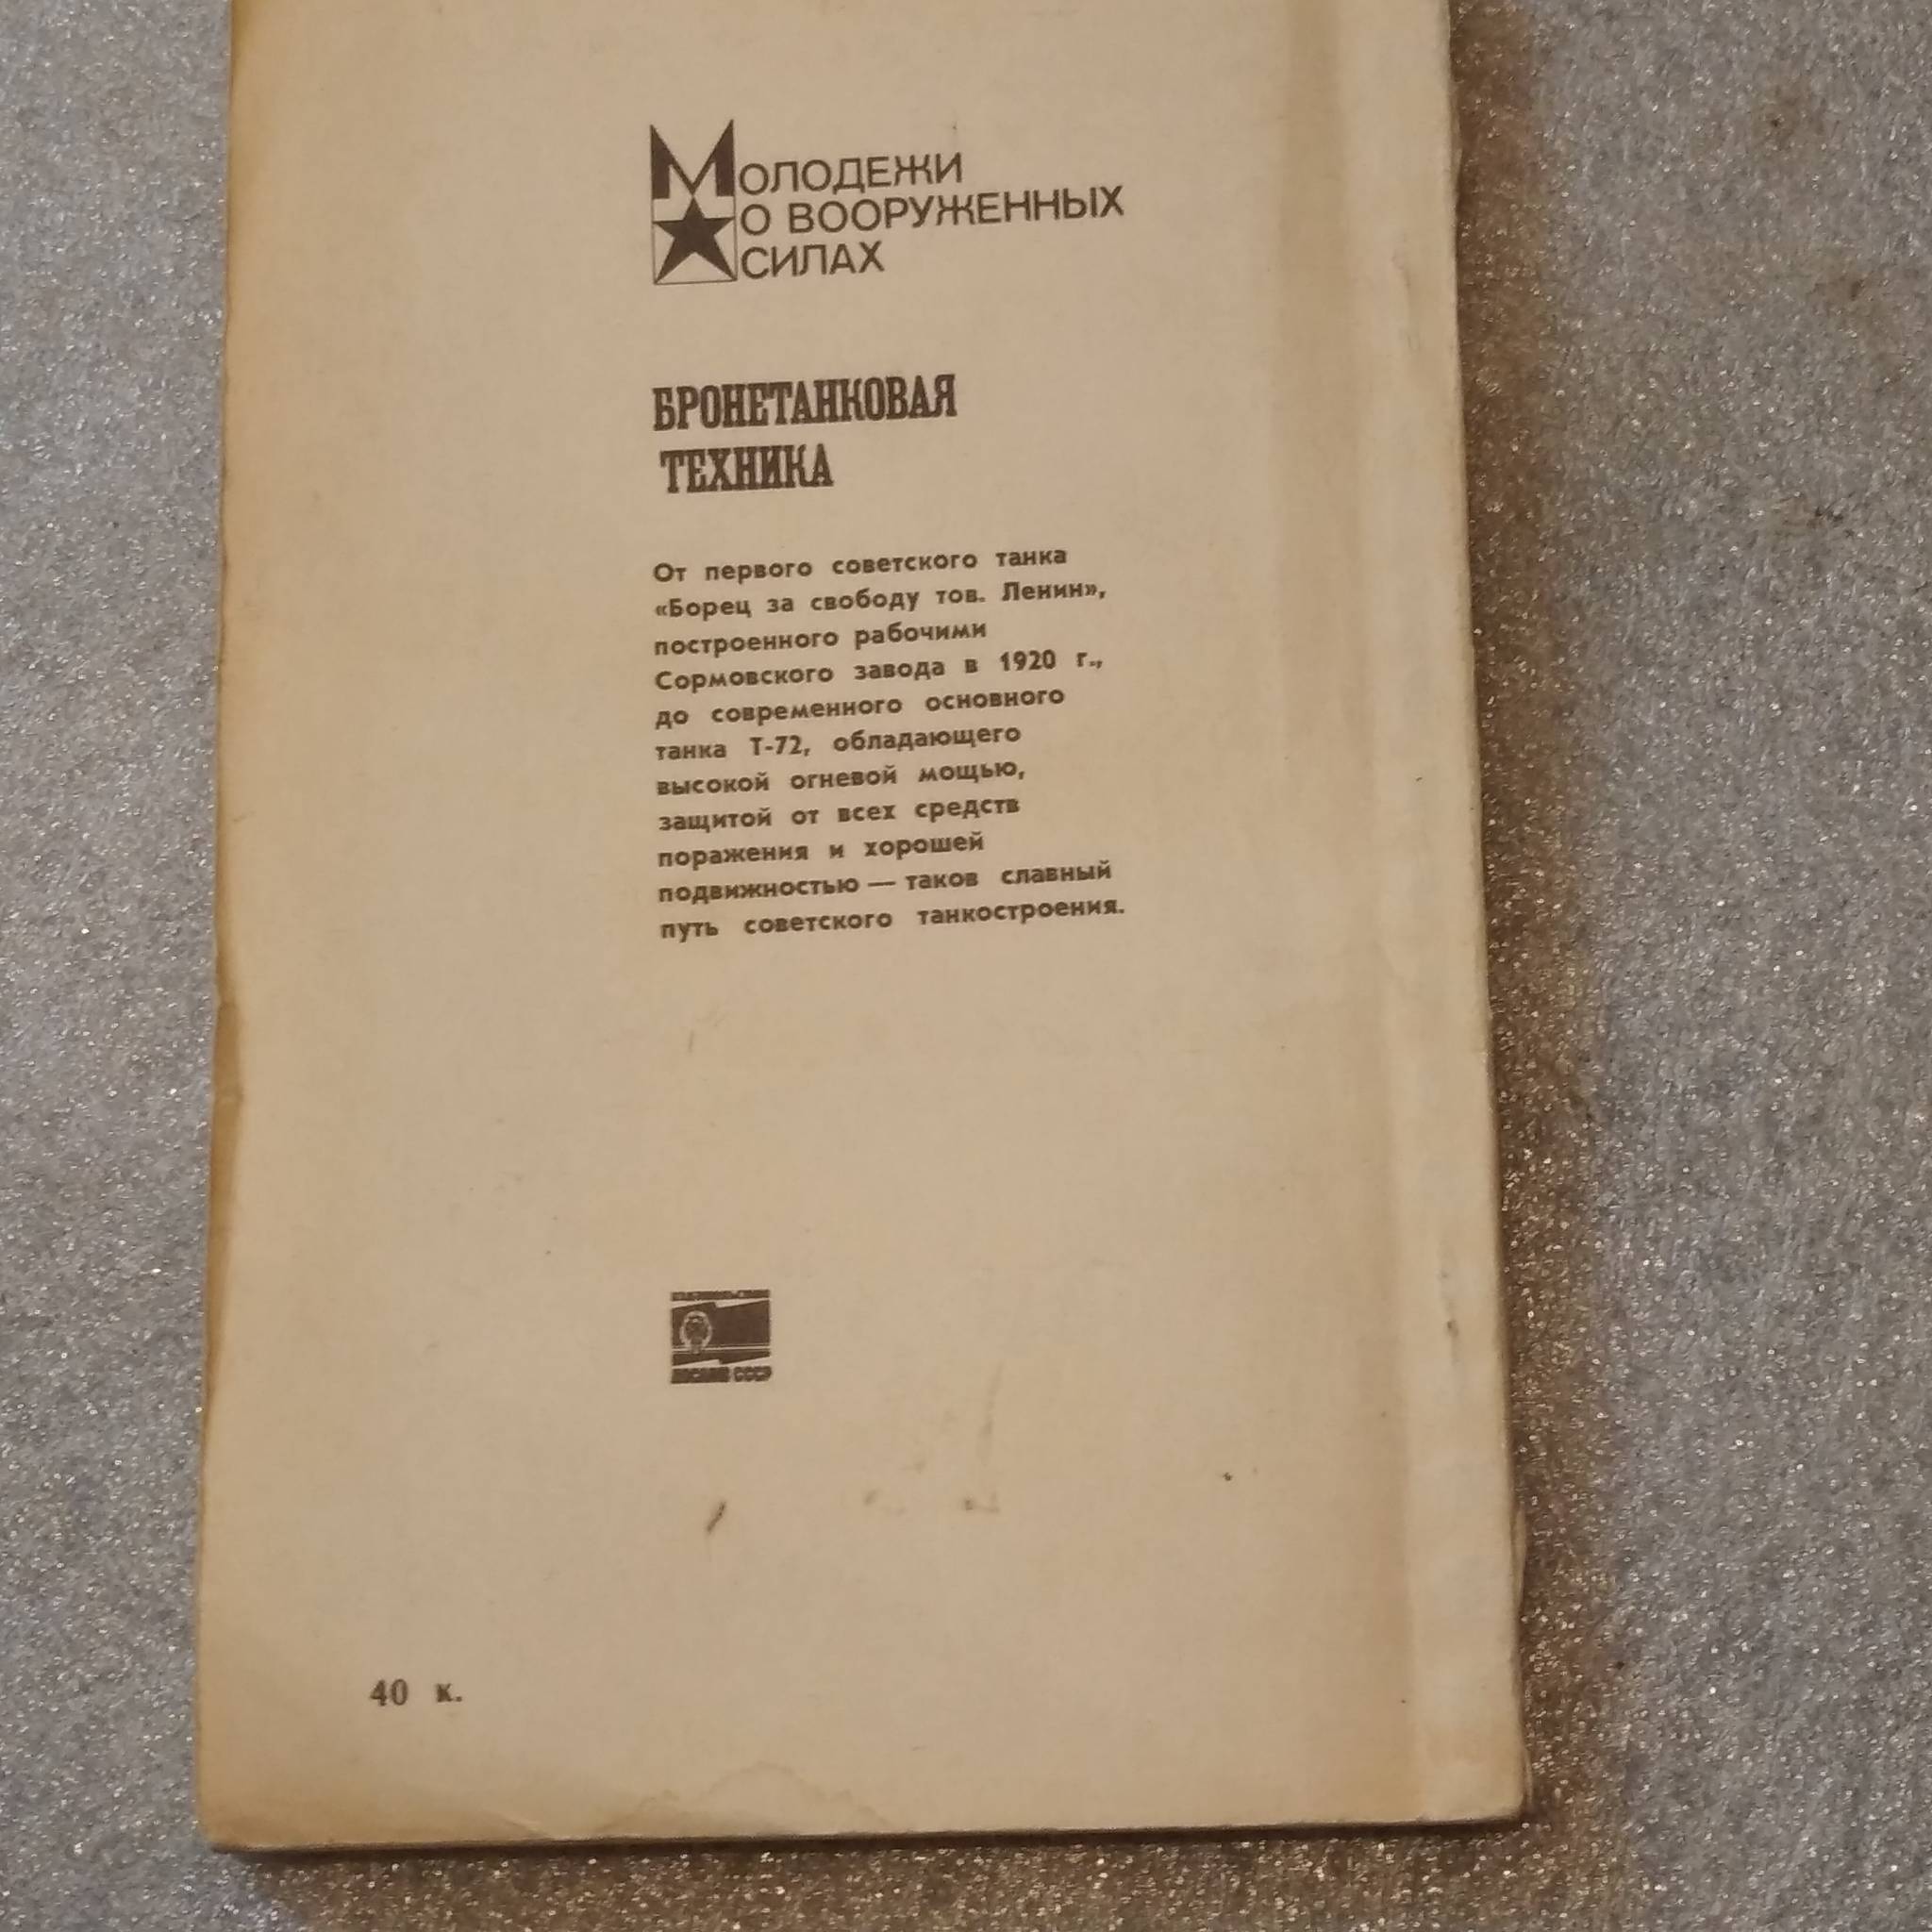 МОЛОДЕЖИ
О ВООРУЖЕННЫХ
СИЛАХ
БРОНЕТАНКОВАЯ
ТЕХНИКА
От первого советского танка
«Борец за свободу тов. Ленин»,
построенного рабочими
Сормовского завода в 1920 г.,
до современного основного
танка Т-72, обладающего
высокой огневой мощью,
защитой от всех средств
поражения и хорошей
подвижностью — таков славный
путь советского танкостроения.
ИЗДАТЕЛЬСТВО
ДОСААФ СССР
40 к.